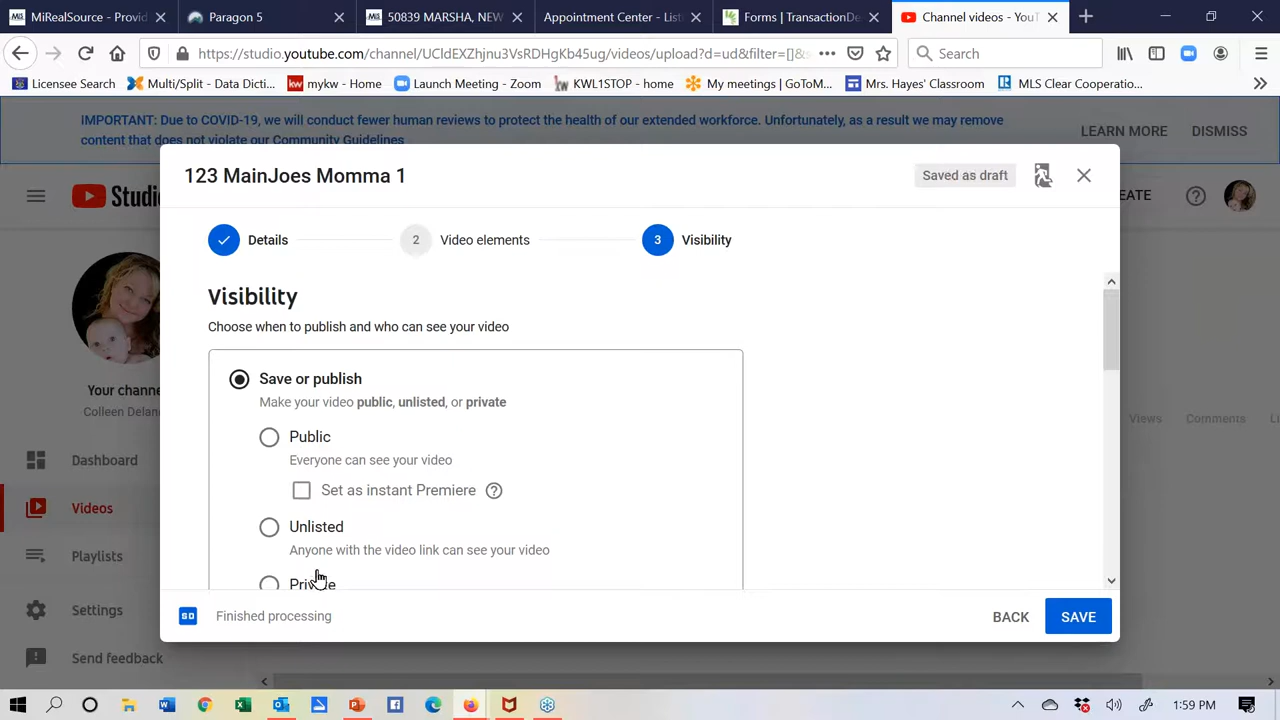 MiRealSource - Provid
Paragon 5
50839 MARSHA, NEW
Appointment Center - Listi
Forms | TransactionDe
Channel videos - YouT
https://studio.youtube.com/channel/UCldEXZhjnu3VsRDHgKb45ug/videos/upload?d=ud&filter=[]&s
Search
Licensee Search
Multi/Split - Data Dicti...
mykw - Home
Launch Meeting - Zoom
KWL1STOP - home
My meetings | GoToM...
Mrs. Hayes' Classroom
MLS Clear Cooperatio...
IMPORTANT: Due to COVID-19, we will conduct fewer human reviews to protect the health of our extended workforce. Unfortunately, as a result we may remove
content that does not violate our Community Guidelines
LEARN MORE
DISMISS
123 MainJoes Momma 1
Saved as draft
Studio
EATE
Details
2
Video elements
3
Visibility
Visibility
Choose when to publish and who can see your video
Save or publish
Make your video public, unlisted, or private
Your channe
Colleen Delane
Views
Comments
Public
Everyone can see your video
Dashboard
Set as instant Premiere
Videos
Unlisted
Anyone with the video link can see your video
Playlists
Private
Settings
SD
Finished processing
BACK
SAVE
Send feedback
1:59 PM